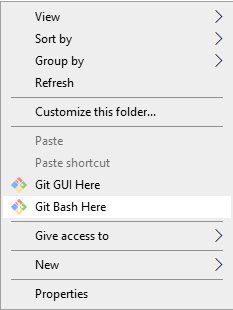 View
Sort by
Group by
Refresh
Customize this folder...
Paste
Paste shortcut
Git GUI Here
Git Bash Here
Give access to
New
Properties